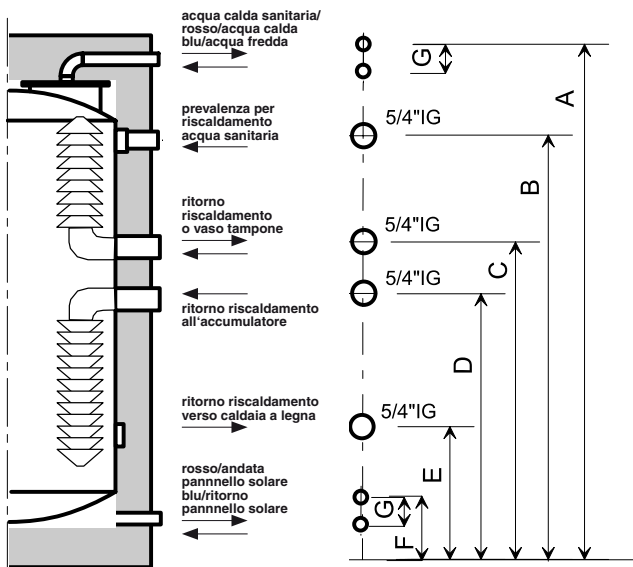 acqua calda sanitaria/
rosso/acqua calda
blu/acqua fredda
prevalenza per
riscaldamento
acqua sanitaria
ritorno
riscaldamento
o vaso tampone
ritorno riscaldamento
all'accumulatore
ritorno riscaldamento
verso caldaia a legna
rosso/andata
pannnello solare
blu/ritorno
pannnello solare
G
A
5/4"IG
B
5/4"IG
C
5/4"IG
D
5/4"IG
E
G
F